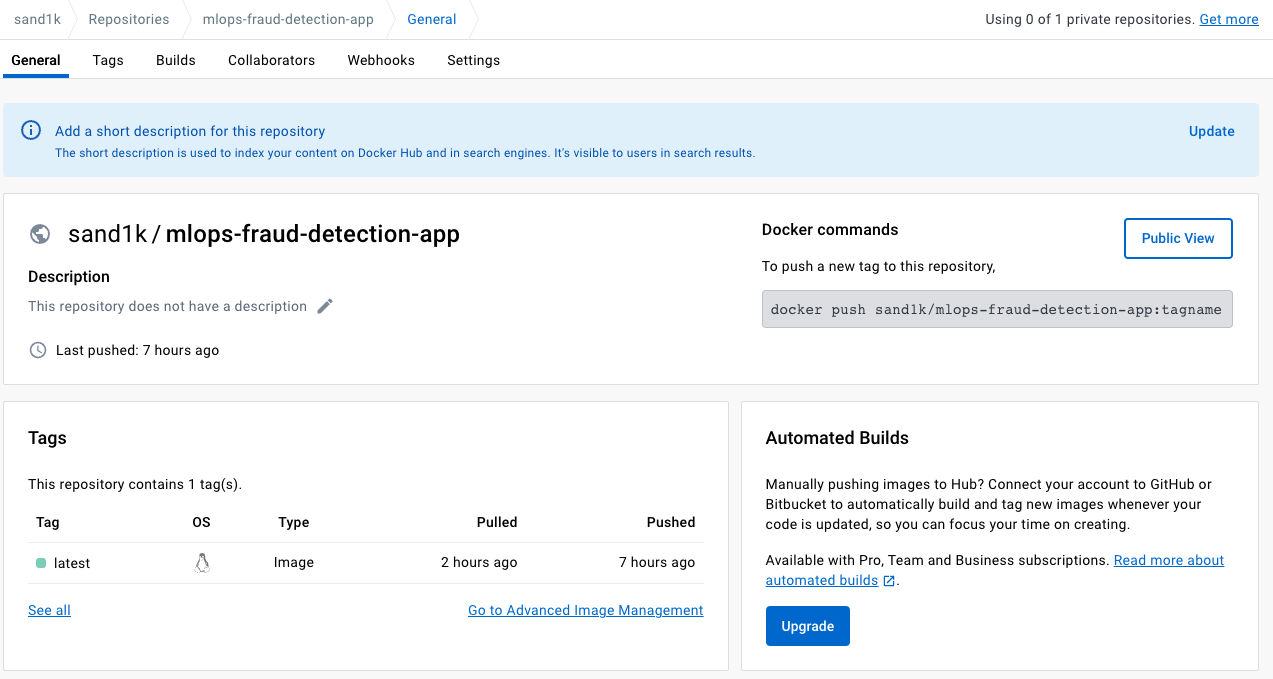 sand1k Repositories mlops-fraud-detection-app General Using 0 of 1 private repositories. Get more
General Tags Builds Collaborators Webhooks Settings
Add a short description for this repository Update
The short description is used to index your content on Docker Hub and in search engines. It's visible to users in search results.
sand1k / mlops-fraud-detection-app
Description
This repository does not have a description
Last pushed: 7 hours ago
Docker commands
Public View
To push a new tag to this repository,
docker push sand1k/mlops-fraud-detection-app:tagname
Tags
This repository contains 1 tag(s).
Tag OS Type Pulled Pushed
latest Image 2 hours ago 7 hours ago
See all Go to Advanced Image Management
Automated Builds
Manually pushing images to Hub? Connect your account to GitHub or
Bitbucket to automatically build and tag new images whenever your
code is updated, so you can focus your time on creating.
Available with Pro, Team and Business subscriptions. Read more about
automated builds.
Upgrade